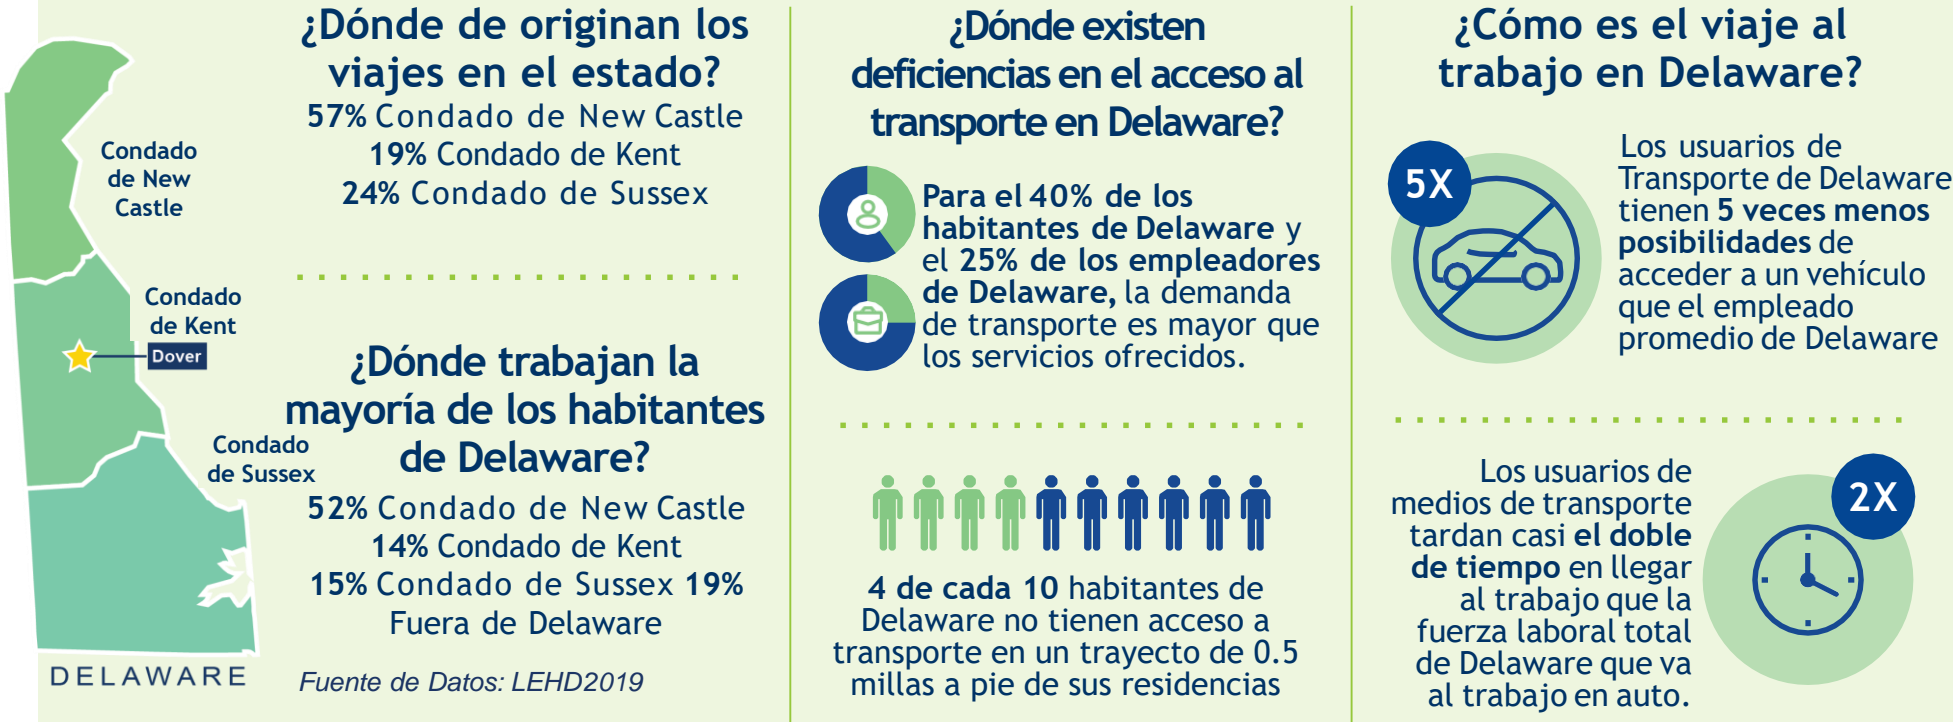 Condado
de New
Castle
Condado
de Kent
Dover
Condado
de Sussex
DELAWARE
¿Dónde de originan los
viajes en el estado?
57% Condado de New Castle
19% Condado de Kent
24% Condado de Sussex
¿Dónde trabajan la
mayoría de los habitantes
de Delaware?
52% Condado de New Castle
14% Condado de Kent
15% Condado de Sussex 19%
Fuera de Delaware
Fuente de Datos: LEHD2019
¿Dónde existen
deficiencias en el acceso al
transporte en Delaware?
Para el 40% de los
habitantes de Delaware y
el 25% de los empleadores
de Delaware, la demanda
de transporte es mayor que
los servicios ofrecidos.
4 de cada 10 habitantes de
Delaware no tienen acceso a
transporte en un trayecto de 0.5
millas a pie de sus residencias
¿Cómo es el viaje al
trabajo en Delaware?
5X
Los usuarios de
Transporte de Delaware
tienen 5 veces menos
posibilidades de
acceder a un vehículo
que el empleado
promedio de Delaware
Los usuarios de
medios de transporte
tardan casi el doble
de tiempo en llegar
al trabajo que la
fuerza laboral total
de Delaware que va
al trabajo en auto.
2X